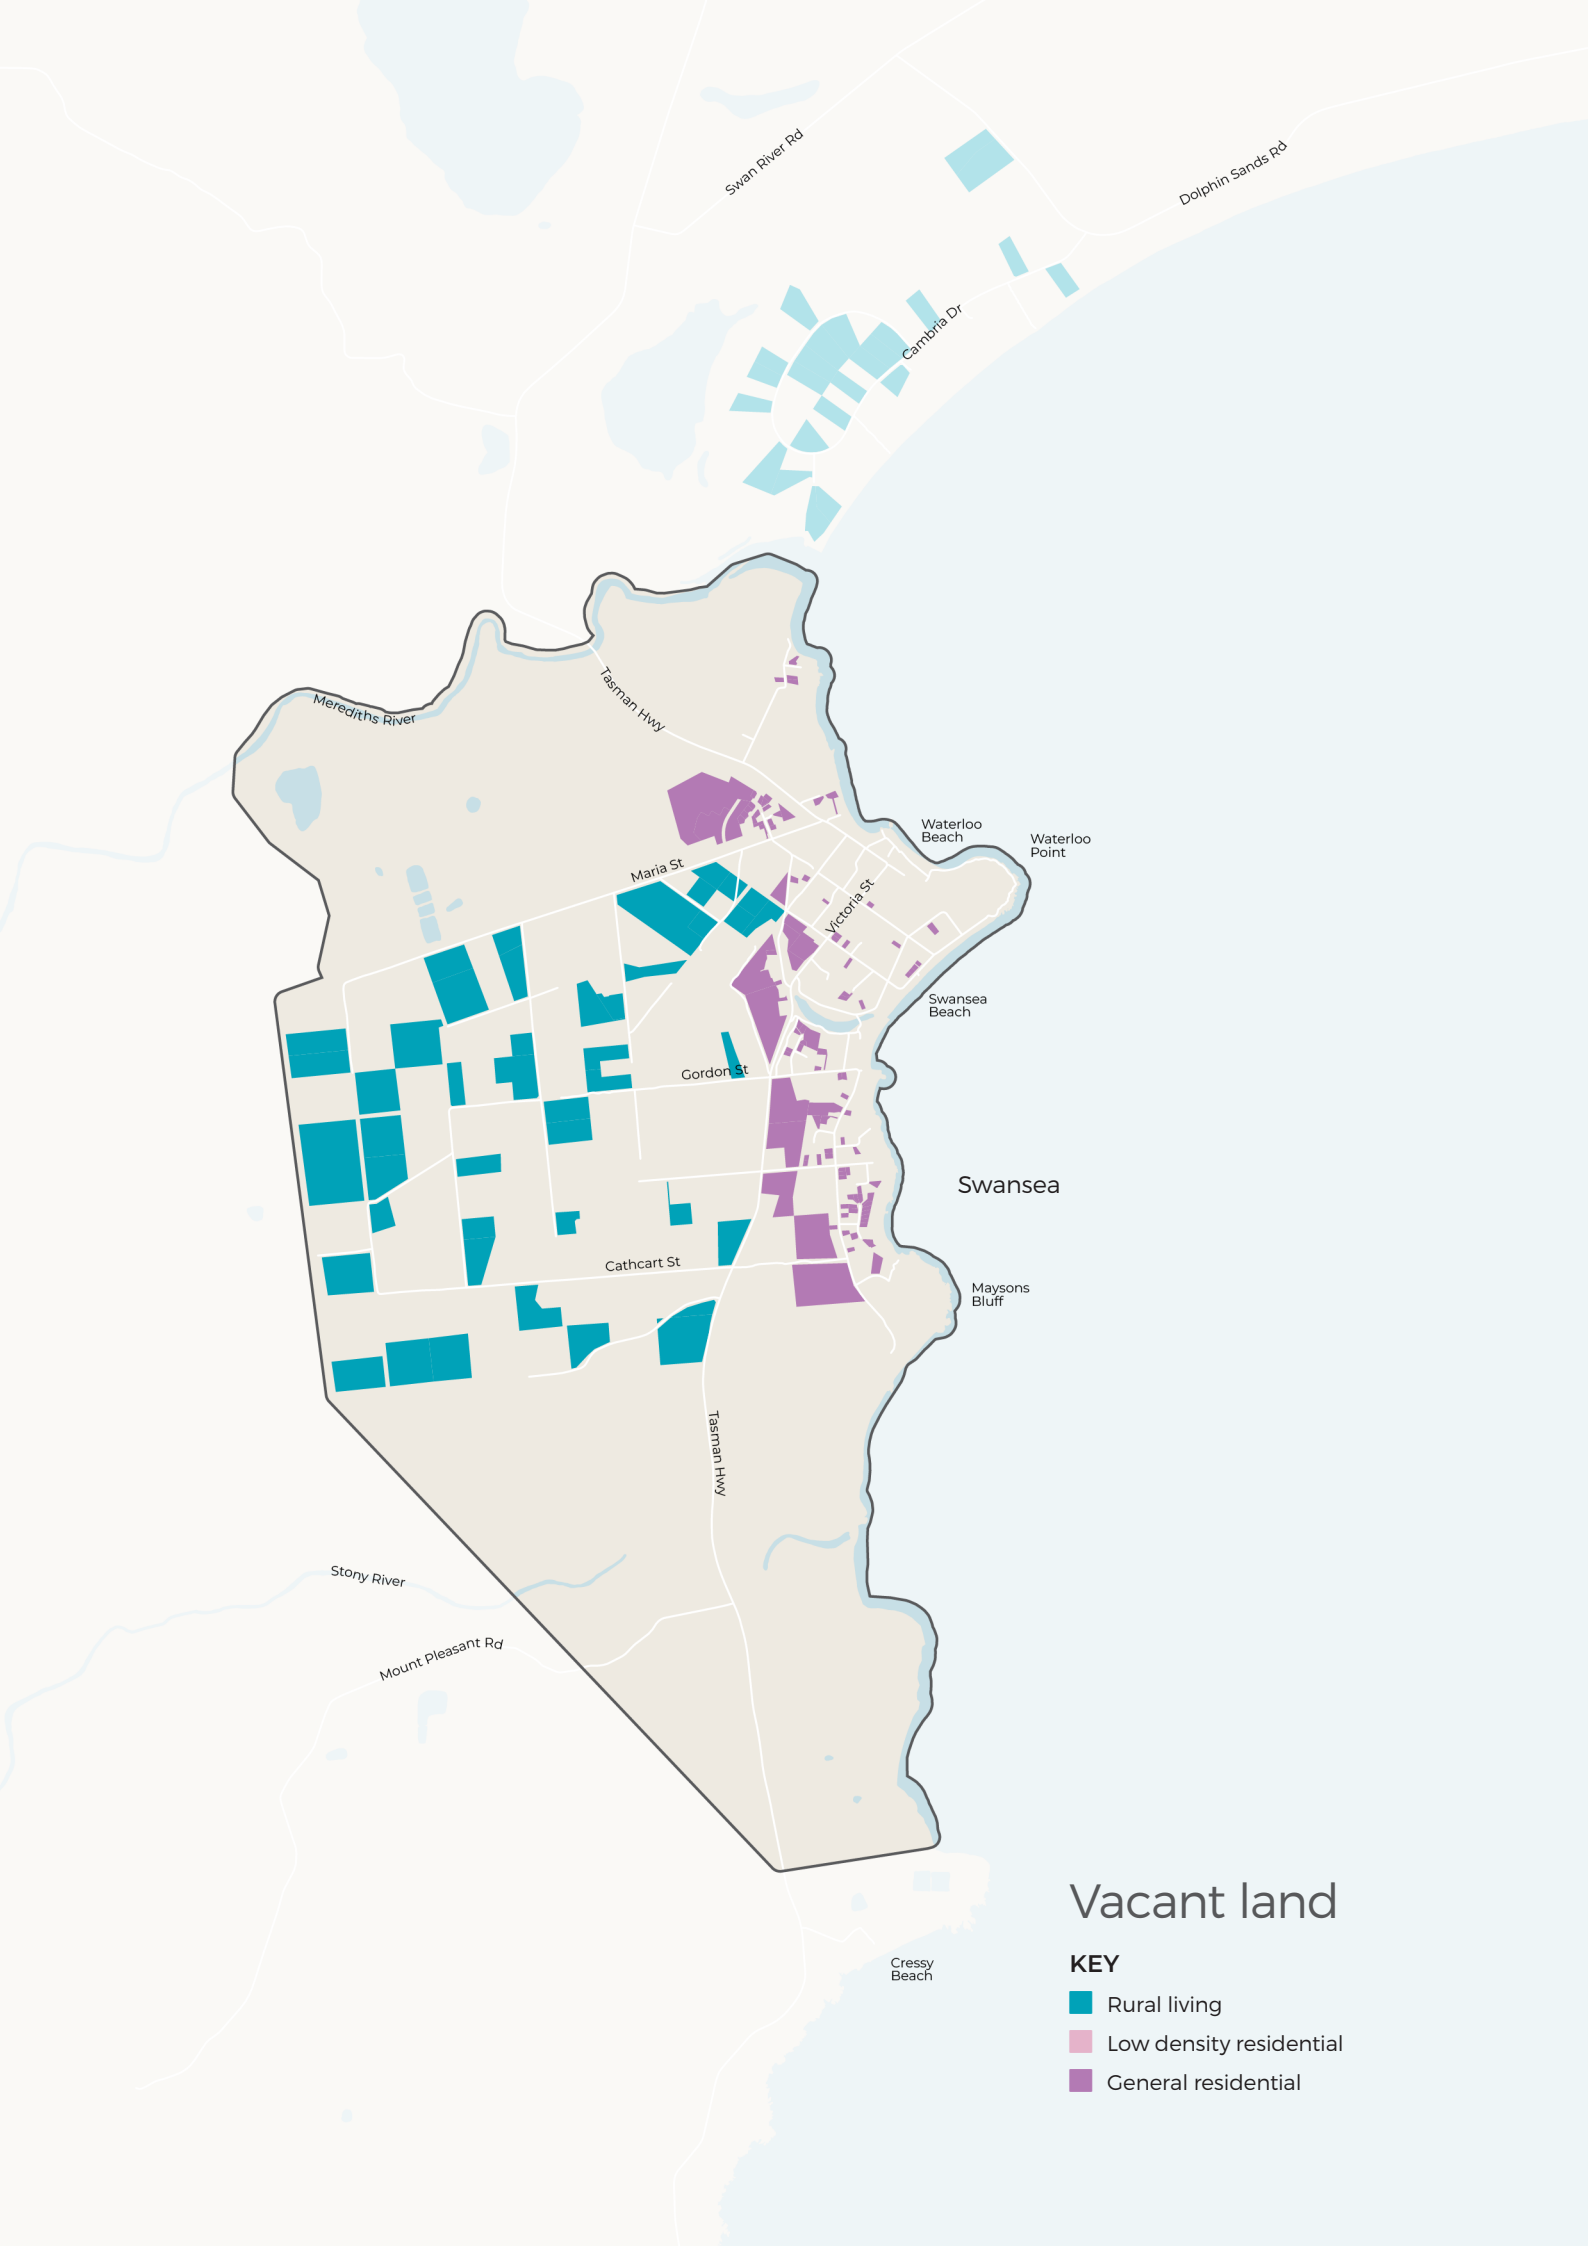 Swan River Rd
Dolphin Sands Rd
Cambria Dr
Tasman Hwy
Merediths River
Waterloo
Beach
Waterloo
Point
Maria St
Victoria St
Swansea
Beach
Gordon St
Swansea
Cathcart St
Maysons
Bluff
Tasman Hwy
Stony River
Mount Pleasant Rd
Vacant land
KEY
Cressy
Beach
Rural living
Low density residential
General residential